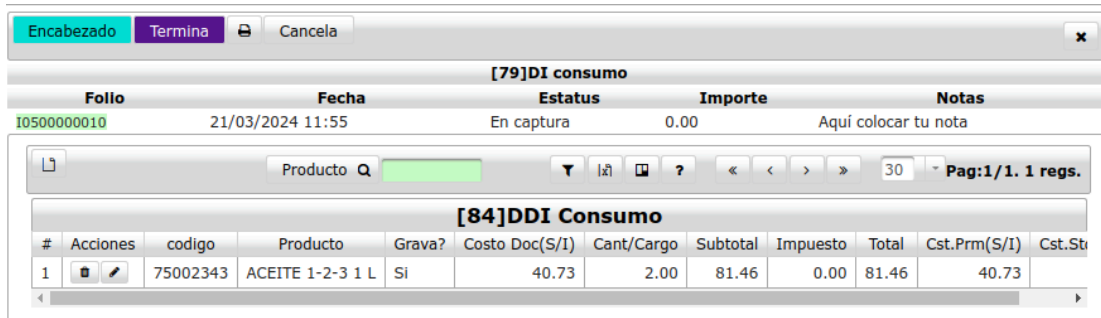 Encabezado Termina Cancela
[79]DI consumo
Folio Fecha Estatus Importe Notas
I0500000010 21/03/2024 11:55 En captura 0.00 Aquí colocar tu nota
Producto ? « ‹ › » 30 Pag:1/1. 1 regs.
[84]DDI Consumo
# Acciones codigo Producto Grava? Costo Doc(S/I) Cant/Cargo Subtotal Impuesto Total Cst.Prm(S/I) Cst.Sto
1 75002343 ACEITE 1-2-3 1 L Si 40.73 2.00 81.46 0.00 81.46 40.73